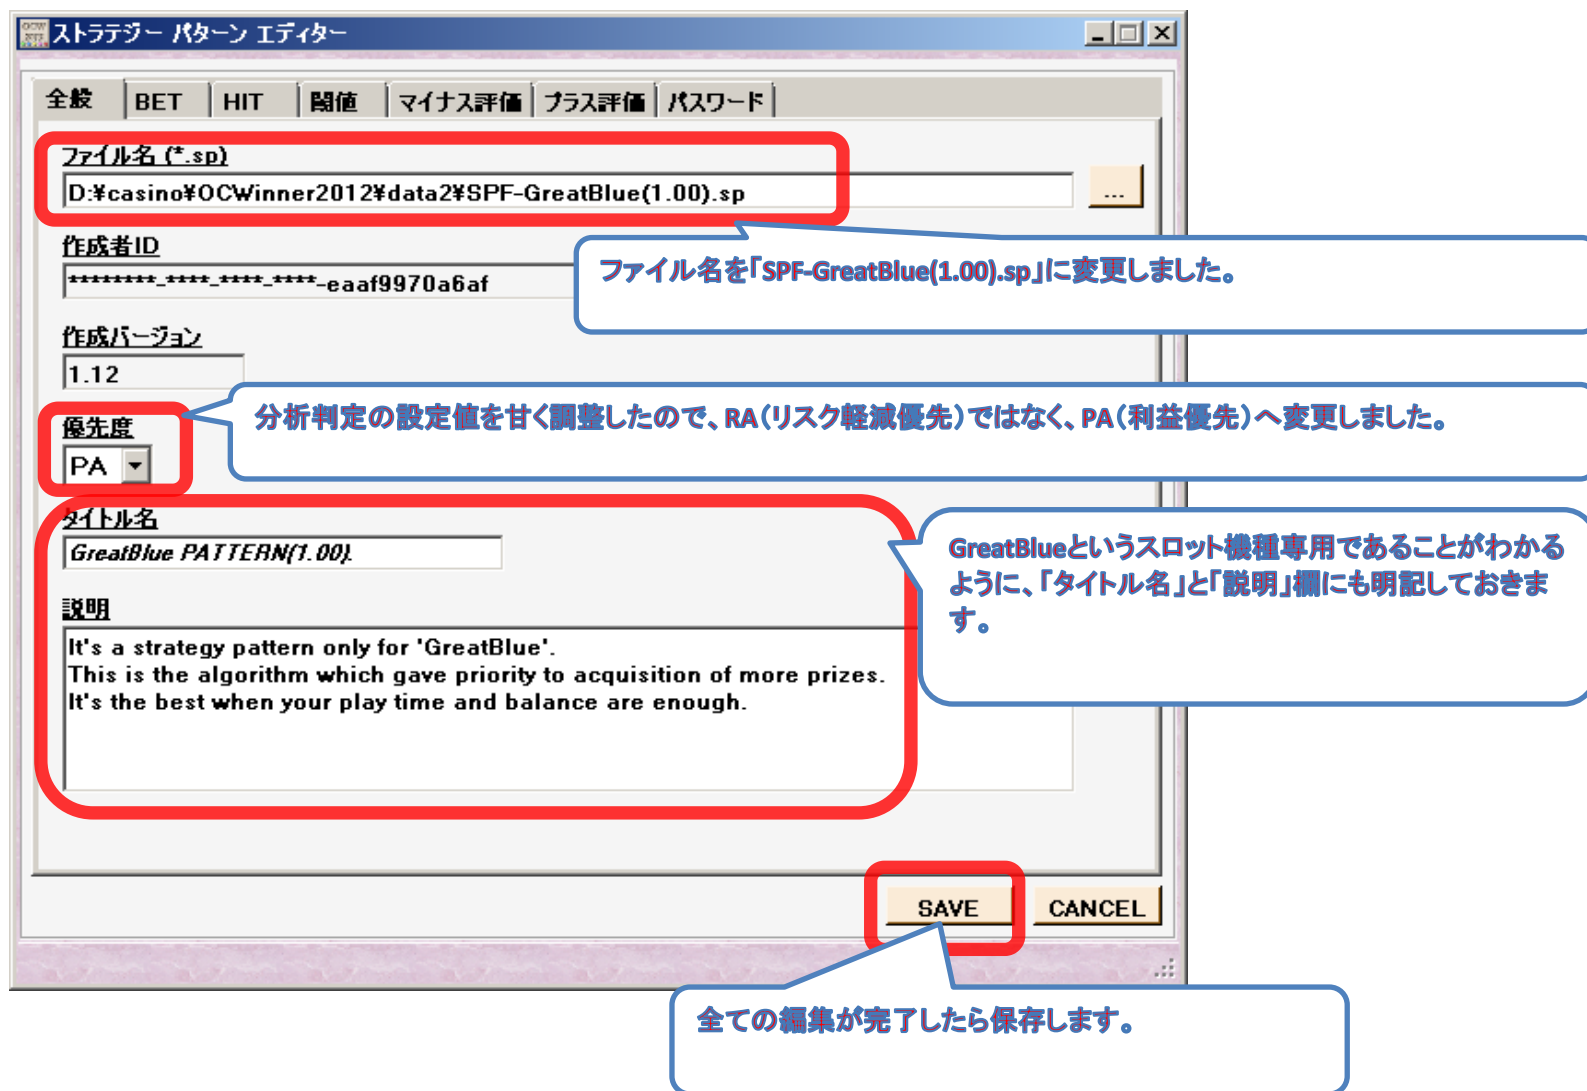 ストラテジー パターン エディター
全般 BET HIT 閾値 マイナス評価 プラス評価 パスワード
ファイル名 (*.sp)
D:¥casino¥OCWinner2012¥data2¥SPF-GreatBlue(1.00).sp
...
ファイル名を「SPF-GreatBlue(1.00).sp」に変更しました。
作成者ID
********-****-****-****-eaaf9970a6af
作成バージョン
1.12
分析判定の設定値を甘く調整したので、RA(リスク軽減優先)ではなく、PA(利益優先)へ変更しました。
優先度
PA
タイトル名
GreatBlue PATTERN(1.00).
GreatBlueというスロット機種専用であることがわかる
ように、「タイトル名」と「説明」欄にも明記しておきま
す。
説明
It's a strategy pattern only for 'GreatBlue'.
This is the algorithm which gave priority to acquisition of more prizes.
It's the best when your play time and balance are enough.
SAVE CANCEL
全ての編集が完了したら保存します。